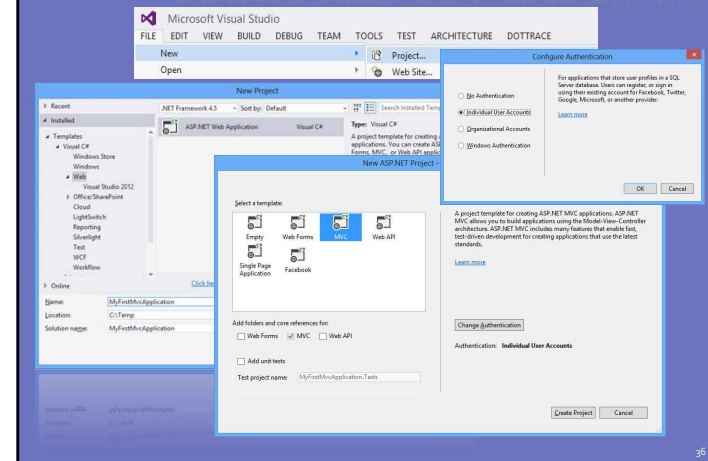 Microsoft Visual Studio
FILE EDIT VIEW BUILD DEBUG TEAM TOOLS TEST ARCHITECTURE DOTTRACE
New
Project...
Open
Web Site...
Configure Authentication
No Authentication
Individual User Accounts
Organizational Accounts
Windows Authentication
For applications that store user profiles in a SQL
Server database. Users can register, or sign in
using their existing account for Facebook, Twitter,
Google, Microsoft, or another provider.
Learn more
OK Cancel
New Project
Recent
.NET Framework 4.5 Sort by: Default
Search Installed Temp
Installed
Templates
Visual C#
Windows Store
Windows
Web
Visual Studio 2012
Office/SharePoint
Cloud
LightSwitch
Reporting
Silverlight
Test
WCF
Workflow
Online
ASP.NET Web Application Visual C#
Type: Visual C#
A project template for creating
applications. You can create AS
Forms, MVC, or Web API applic
Click he
Name: MyFirstMvcApplication
Location: C:\Temp
Solution name: MyFirstMvcApplication
New ASP.NET Project -
Select a template:
Empty Web Forms MVC Web API
Single Page
Application
Facebook
A project template for creating ASP.NET MVC applications. ASP.NET
MVC allows you to build applications using the Model-View-Controller
architecture. ASP.NET MVC includes many features that enable fast,
test-driven development for creating applications that use the latest
standards.
Learn more
Add folders and core references for:
Web Forms MVC Web API
Add unit tests
Test project name: MyFirstMvcApplication.Tests
Change Authentication
Authentication: Individual User Accounts
Create Project Cancel
36